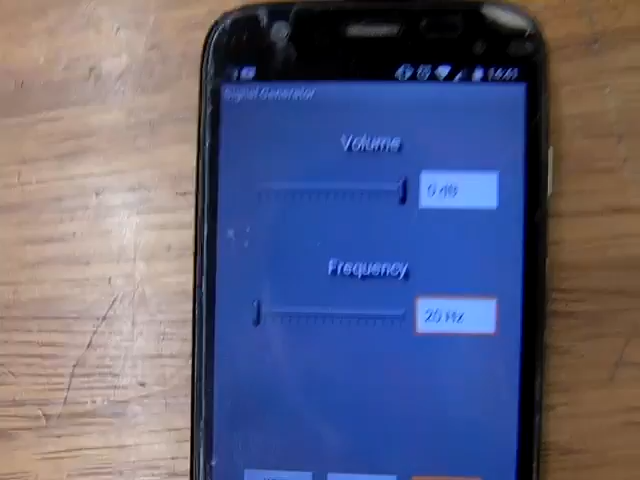 Signal Generator
Volume
0 dB
Frequency
20 Hz